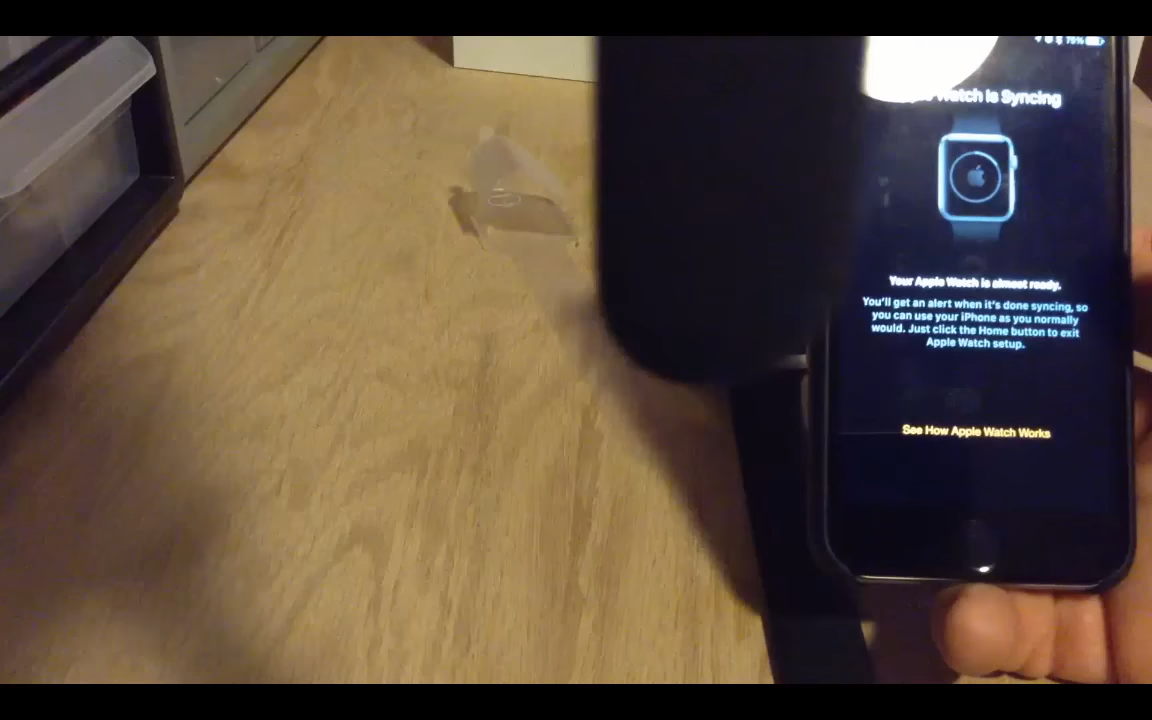 75%
Watch Is Syncing
Your Apple Watch is almost ready.
You'll get an alert when it's done syncing, so
you can use your iPhone as you normally
would. Just click the Home button to exit
Apple Watch setup.
See How Apple Watch Works